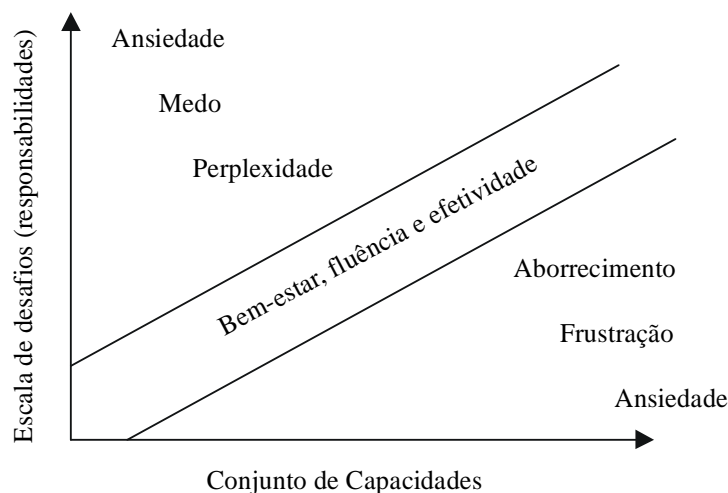 Escala de desafios (responsabilidades)
Ansiedade
Medo
Perplexidade
Bem-estar, fluência e efetividade
Aborrecimento
Frustração
Ansiedade
Conjunto de Capacidades